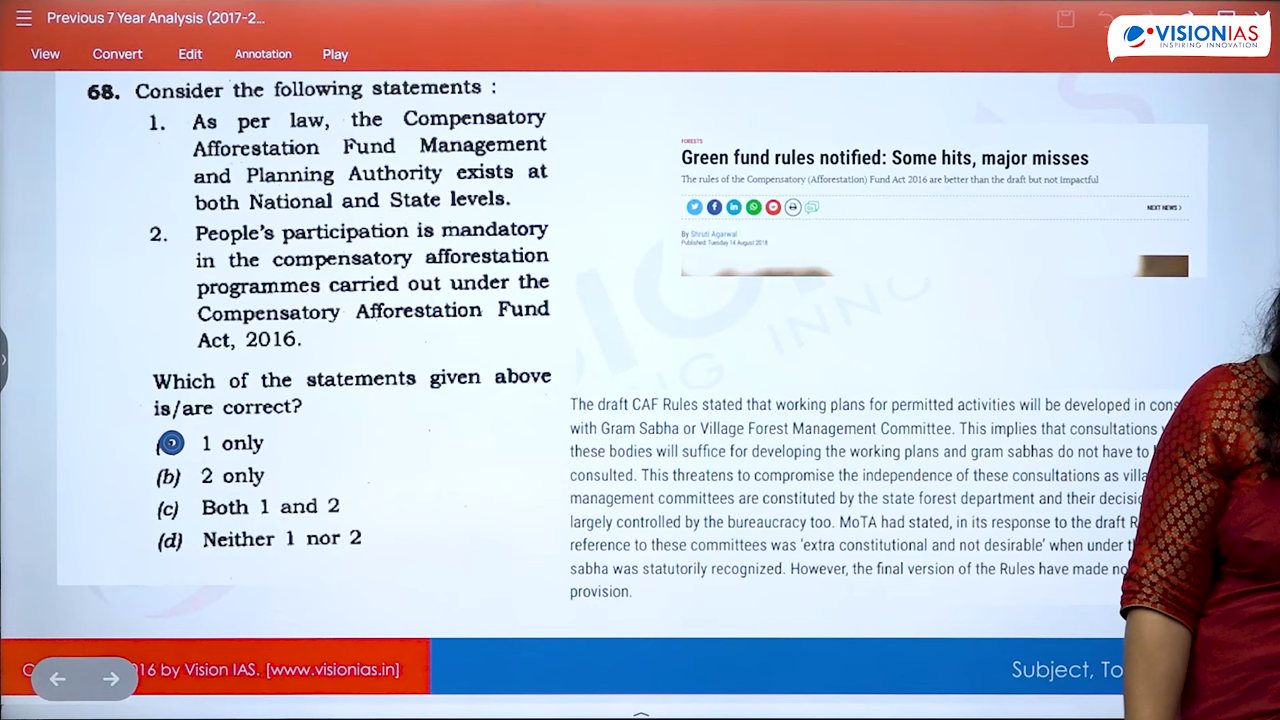 Previous 7 Year Analysis (2017-2...
VISIONIAS
INSPIRING INNOVATION
View Convert Edit Annotation Play
68. Consider the following statements :
1. As per law, the Compensatory
Afforestation Fund Management
and Planning Authority exists at
both National and State levels.
2. People's participation is mandatory
in the compensatory afforestation
programmes carried out under the
Compensatory Afforestation Fund
Act, 2016.
Which of the statements given above
is/are correct?
1 only
(b) 2 only
(c) Both 1 and 2
(d) Neither 1 nor 2
FORESTS
Green fund rules notified: Some hits, major misses
The rules of the Compensatory (Afforestation) Fund Act 2016 are better than the draft but not impactful
NEXT NEWS >
By Shruti Agarwal
Published: Tuesday 14 August 2018
The draft CAF Rules stated that working plans for permitted activities will be developed in cons
with Gram Sabha or Village Forest Management Committee. This implies that consultations
these bodies will suffice for developing the working plans and gram sabhas do not have to
consulted. This threatens to compromise the independence of these consultations as villa
management committees are constituted by the state forest department and their decisio
largely controlled by the bureaucracy too. MoTA had stated, in its response to the draft R
reference to these committees was 'extra constitutional and not desirable' when under t
sabha was statutorily recognized. However, the final version of the Rules have made no
provision.
16 by Vision IAS. [www.visionias.in]
Subject, To